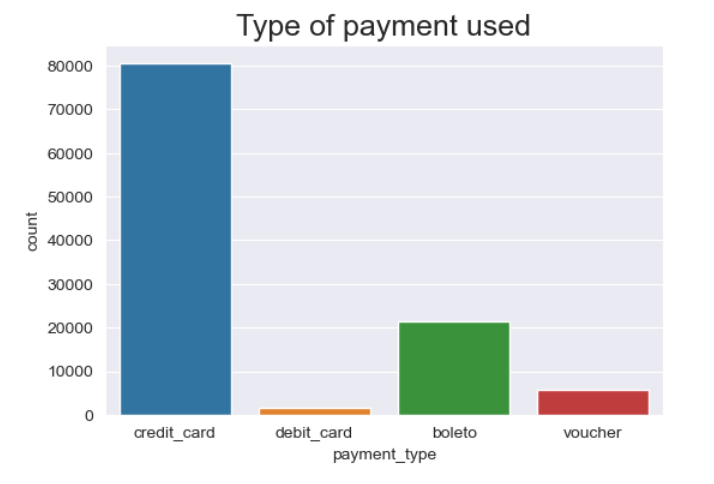 Type of payment used
80000
70000
60000
50000
40000
30000
20000
10000
0
count
credit_card debit_card boleto voucher
payment_type